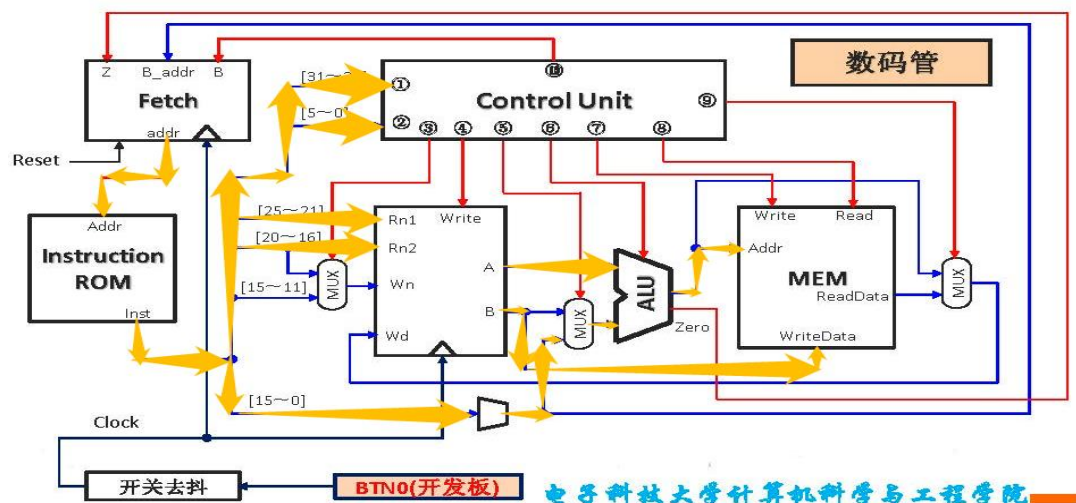 Z
B_addr
B
Fetch
addr
Reset
Addr
Instruction
ROM
Inst
[5~0]
①
②
Control Unit
⑨
③
④
⑤
⑥
⑦
⑧
数码管
[25~21]
[20~16]
[15~11]
MUX
Rn1
Rn2
Wn
Wd
Write
A
B
MUX
ALU
Zero
Write
Read
Addr
MEM
ReadData
WriteData
MUX
[15~0]
Clock
开关去抖
BTN0(开发板)
电子科技大学计算机科学与工程学院